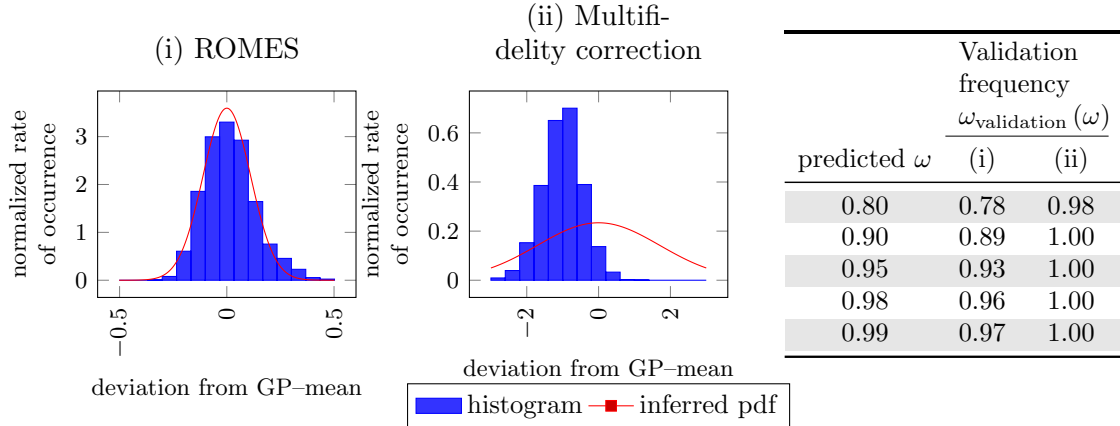 (i) ROMES
normalized rate
of occurrence
3
2
1
0
−0.5
0
0.5
deviation from GP–mean
(ii) Multifi-
delity correction
normalized rate
of occurrence
0.6
0.4
0.2
0
−2
0
2
deviation from GP–mean
histogram
inferred pdf
Validation
frequency
ω_validation (ω)
predicted ω (i) (ii)
0.80 0.78 0.98
0.90 0.89 1.00
0.95 0.93 1.00
0.98 0.96 1.00
0.99 0.97 1.00